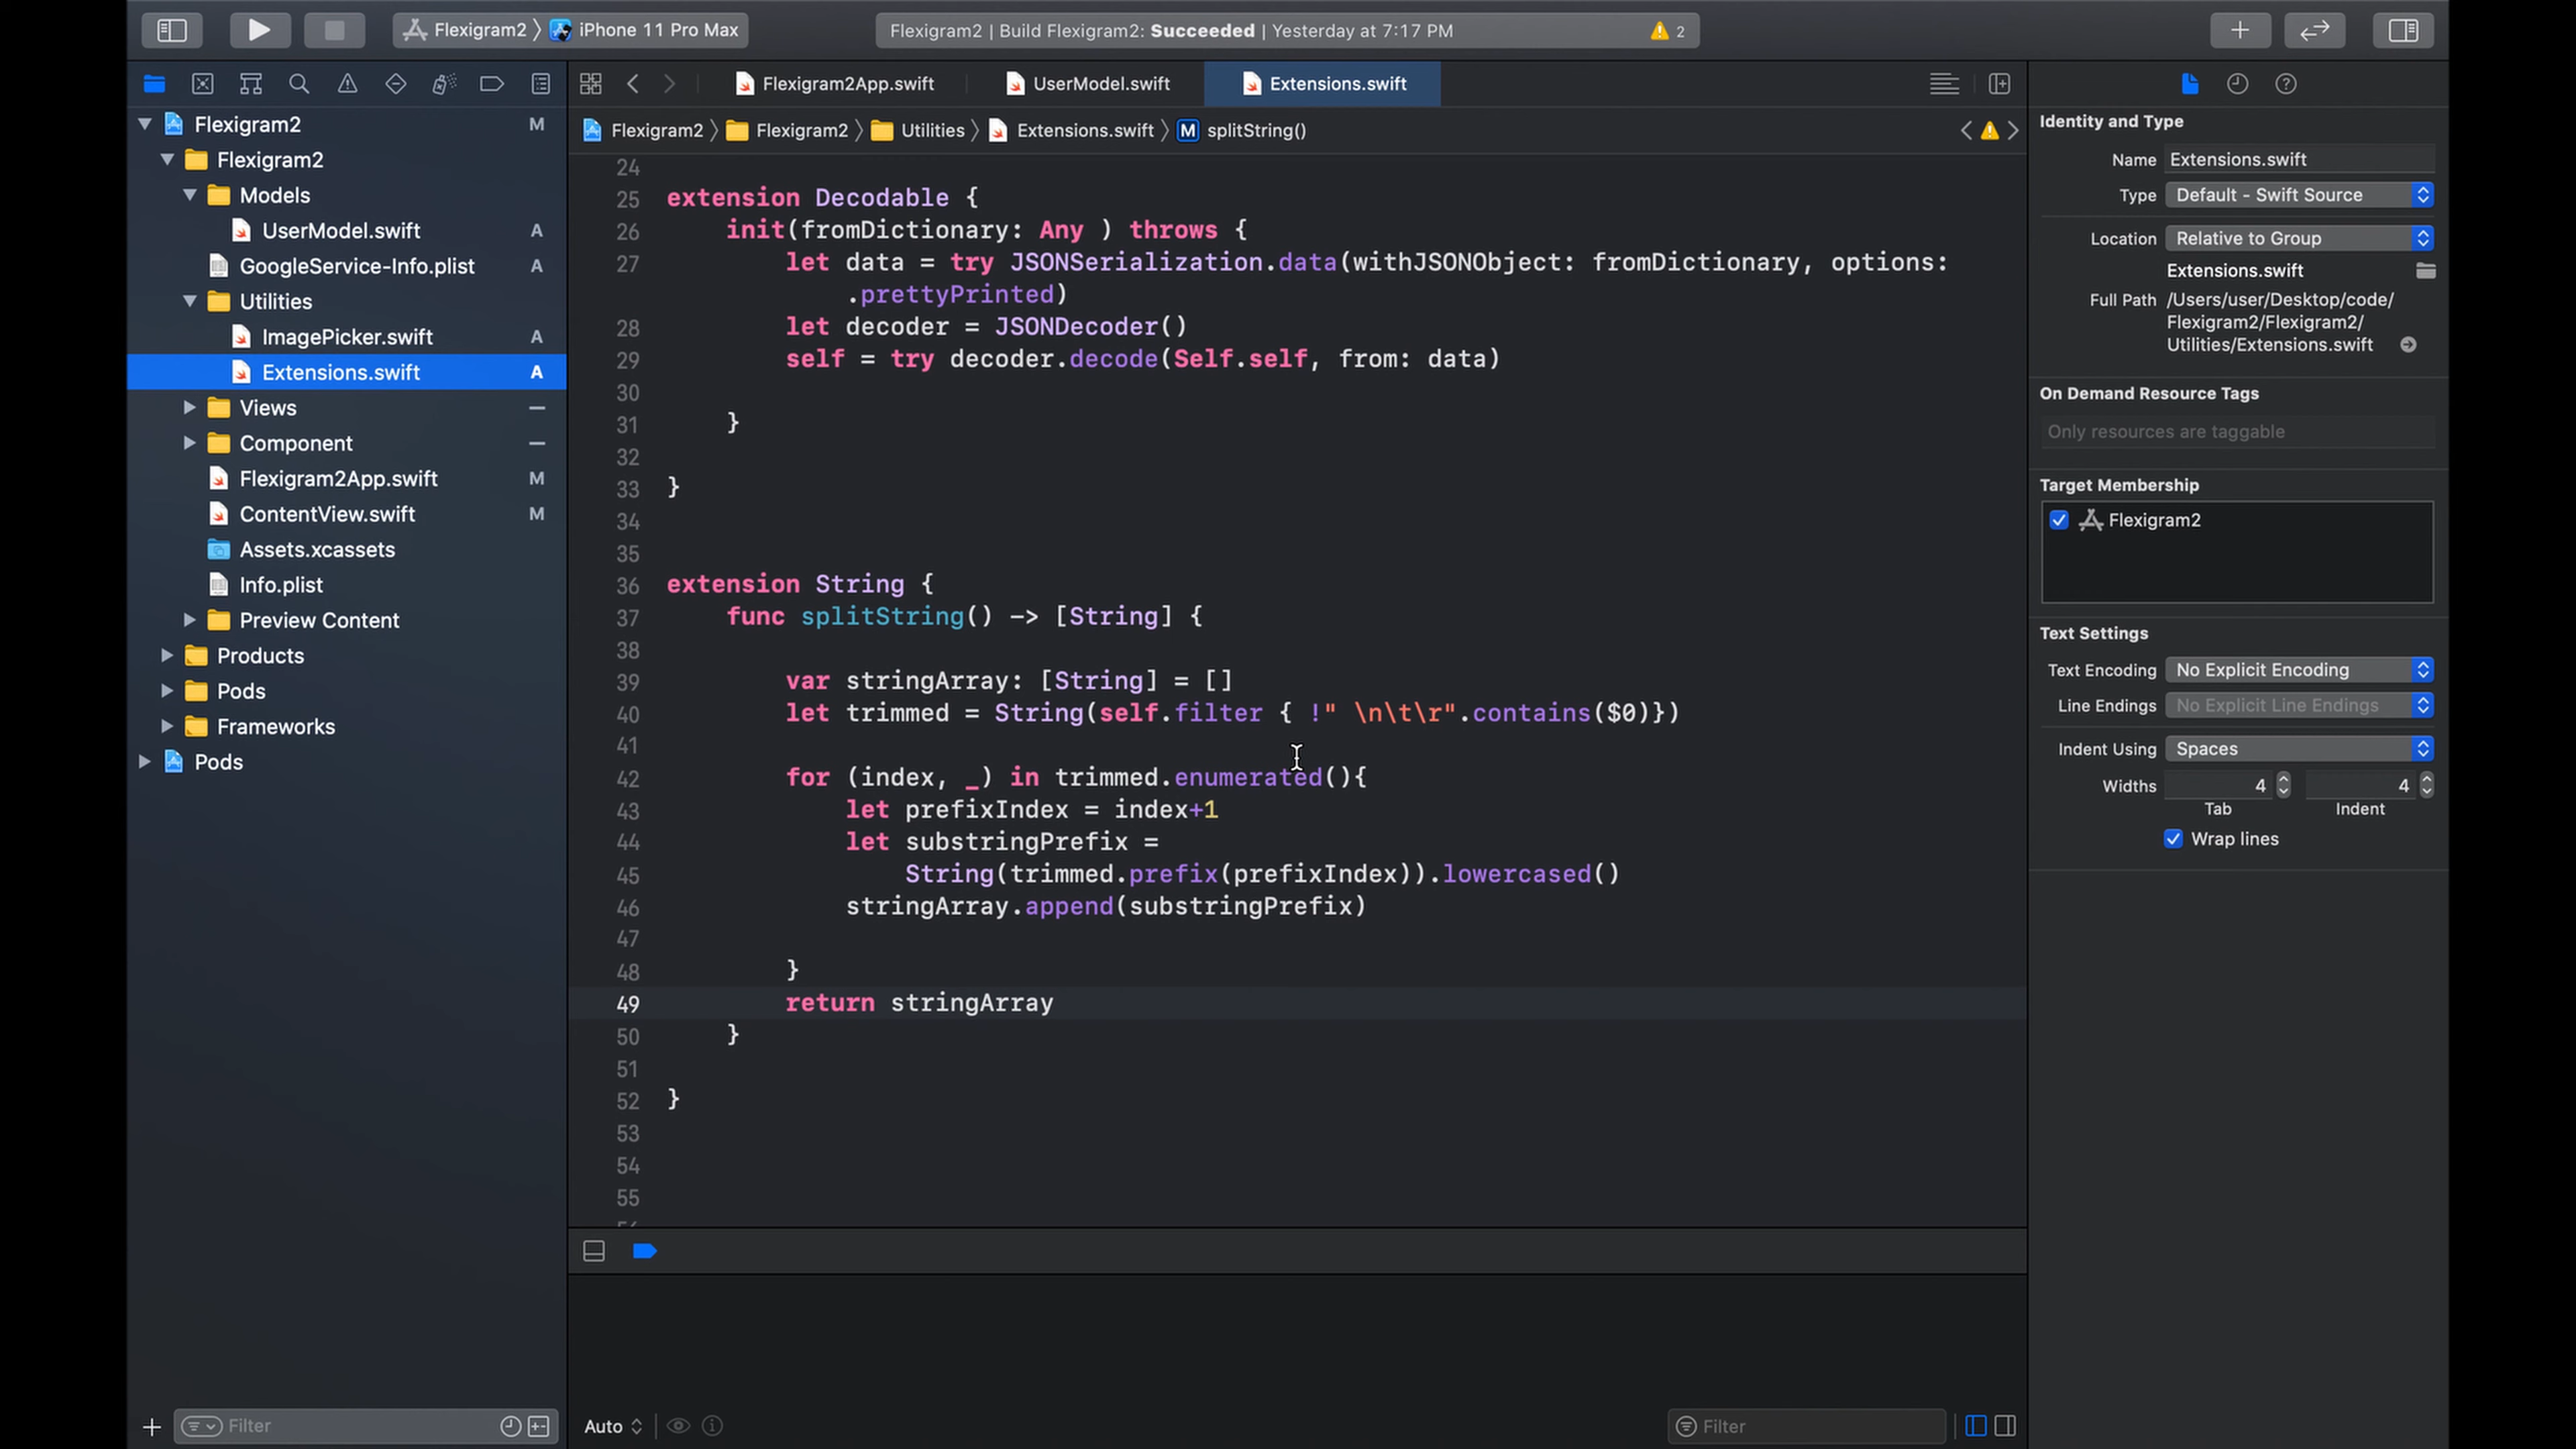 Flexigram2 〉 iPhone 11 Pro Max
Flexigram2 | Build Flexigram2: Succeeded | Yesterday at 7:17 PM
2
Flexigram2 M
Flexigram2
Models
UserModel.swift A
GoogleService-Info.plist A
Utilities
ImagePicker.swift A
Extensions.swift A
Views
Component
Flexigram2App.swift M
ContentView.swift M
Assets.xcassets
Info.plist
Preview Content
Products
Pods
Frameworks
Pods
Filter
Flexigram2App.swift
UserModel.swift
Extensions.swift
Flexigram2 〉 Flexigram2 〉 Utilities 〉 Extensions.swift 〉 M splitString()
24
25 extension Decodable {
26     init(fromDictionary: Any ) throws {
27         let data = try JSONSerialization.data(withJSONObject: fromDictionary, options:
            .prettyPrinted)
28         let decoder = JSONDecoder()
29         self = try decoder.decode(Self.self, from: data)
30
31     }
32
33 }
34
35
36 extension String {
37     func splitString() -> [String] {
38
39         var stringArray: [String] = []
40         let trimmed = String(self.filter { !" \n\t\r".contains($0)})
41
42         for (index, _) in trimmed.enumerated(){
43             let prefixIndex = index+1
44             let substringPrefix =
45                 String(trimmed.prefix(prefixIndex)).lowercased()
46             stringArray.append(substringPrefix)
47
48         }
49         return stringArray
50     }
51
52 }
53
54
55
Auto
Filter
Identity and Type
Name Extensions.swift
Type Default - Swift Source
Location Relative to Group
Extensions.swift
Full Path /Users/user/Desktop/code/
Flexigram2/Flexigram2/
Utilities/Extensions.swift
On Demand Resource Tags
Only resources are taggable
Target Membership
Flexigram2
Text Settings
Text Encoding No Explicit Encoding
Line Endings No Explicit Line Endings
Indent Using Spaces
Widths 4 4
Tab Indent
Wrap lines